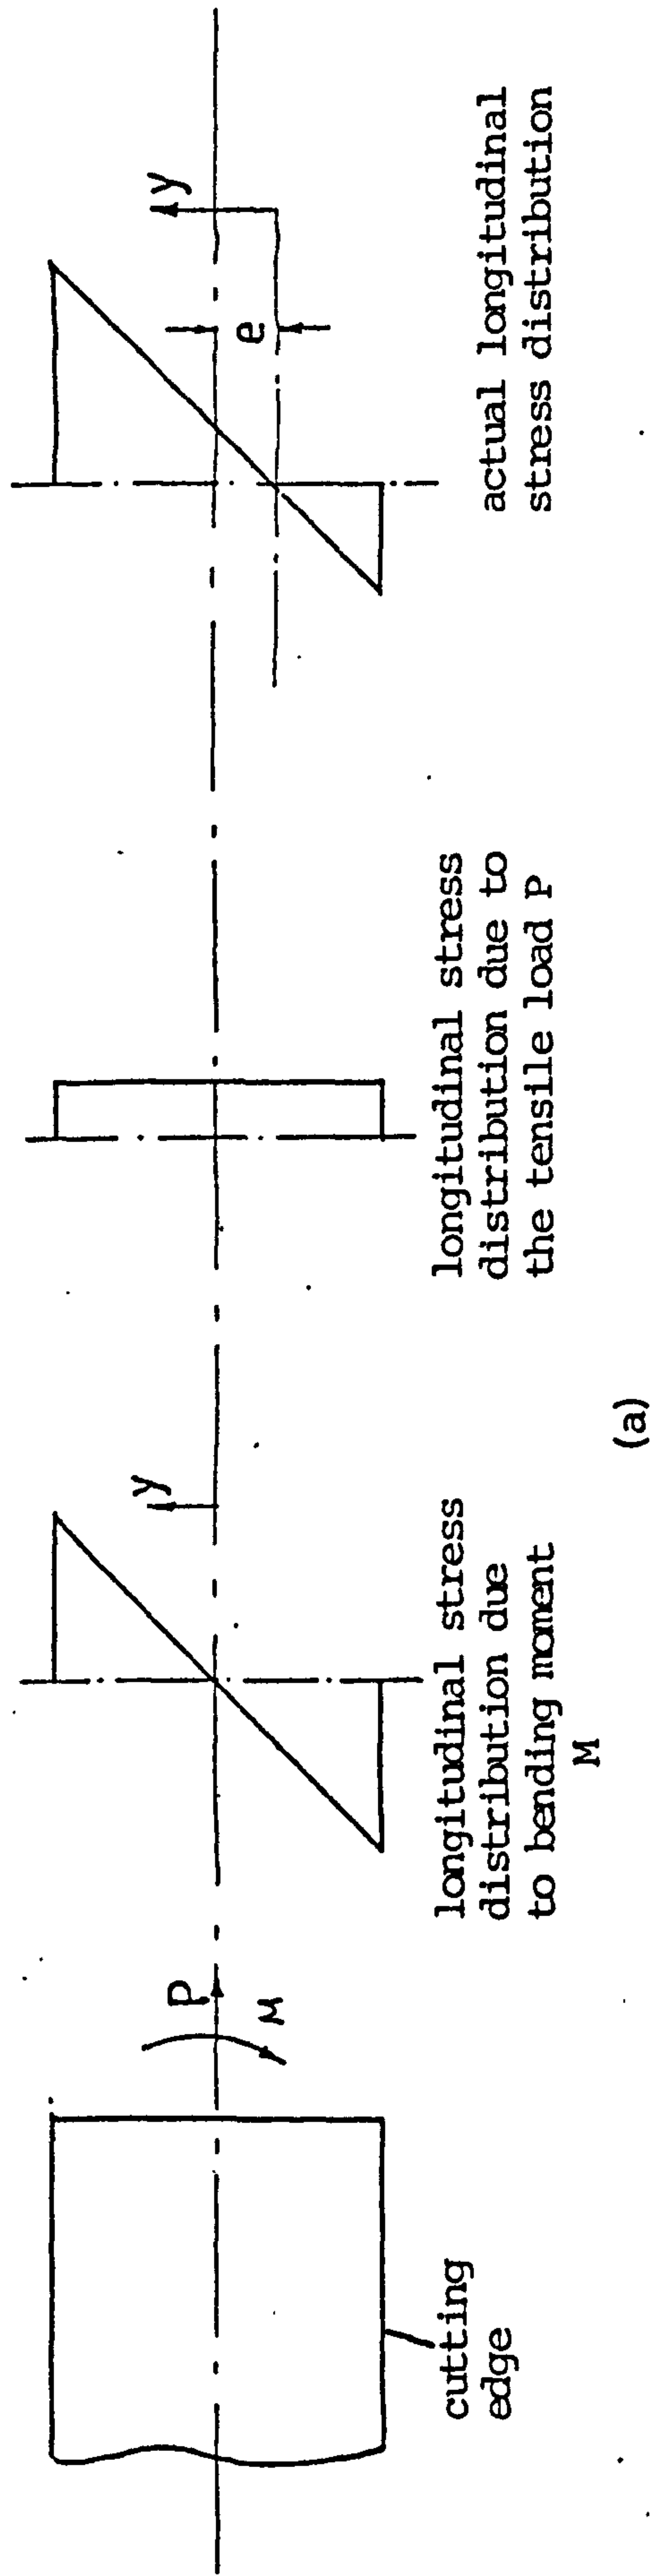 cutting
edge
P
M
y
longitudinal stress
distribution due
to bending moment
M
longitudinal stress
distribution due to
the tensile load P
y
e
actual longitudinal
stress distribution
(a)